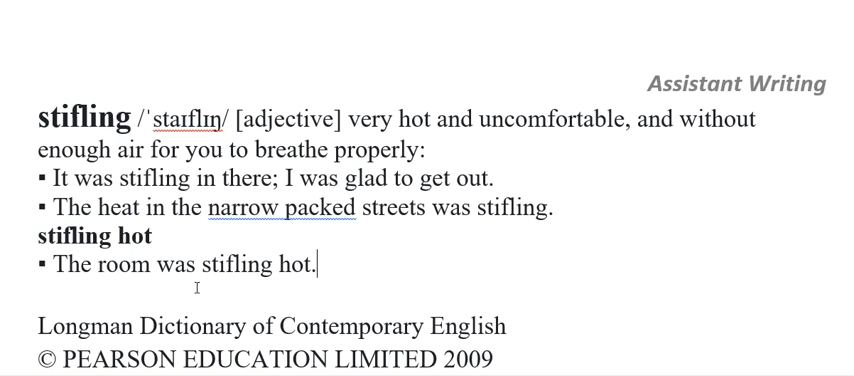 Assistant Writing
stifling /ˈstaɪflɪŋ/ [adjective] very hot and uncomfortable, and without
enough air for you to breathe properly:
▪ It was stifling in there; I was glad to get out.
▪ The heat in the narrow packed streets was stifling.
stifling hot
▪ The room was stifling hot.
Longman Dictionary of Contemporary English
© PEARSON EDUCATION LIMITED 2009